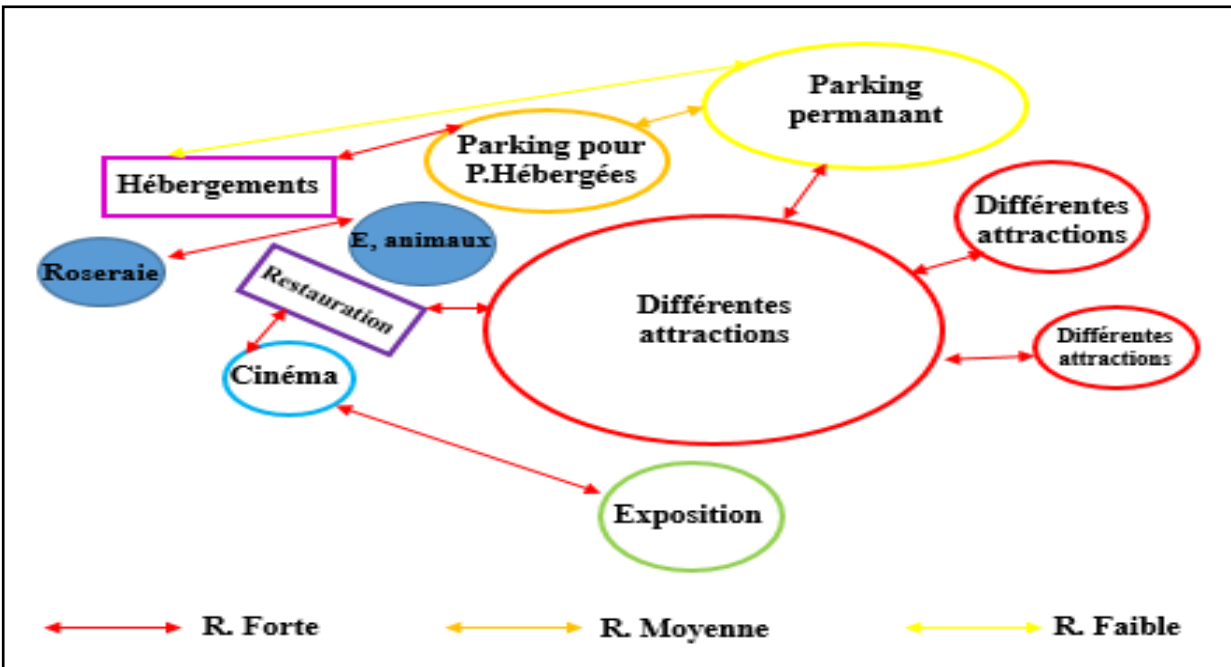 Parking
permanant
Parking pour
P.Hébergées
Hébergements
Différentes
attractions
E, animaux
Roseraie
Restauration
Différentes
attractions
Différentes
attractions
Cinéma
Exposition
R. Forte
R. Moyenne
R. Faible